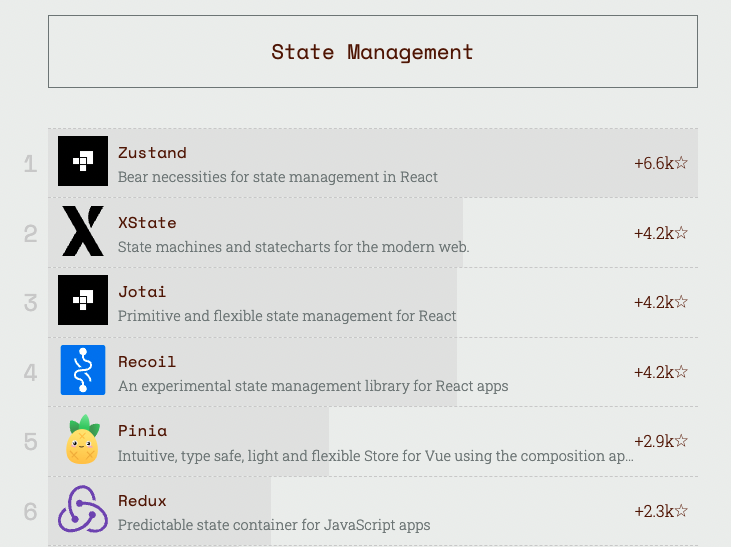 State Management
1
Zustand
Bear necessities for state management in React
+6.6k☆
2
XState
State machines and statecharts for the modern web.
+4.2k☆
3
Jotai
Primitive and flexible state management for React
+4.2k☆
4
Recoil
An experimental state management library for React apps
+4.2k☆
5
Pinia
Intuitive, type safe, light and flexible Store for Vue using the composition ap...
+2.9k☆
6
Redux
Predictable state container for JavaScript apps
+2.3k☆